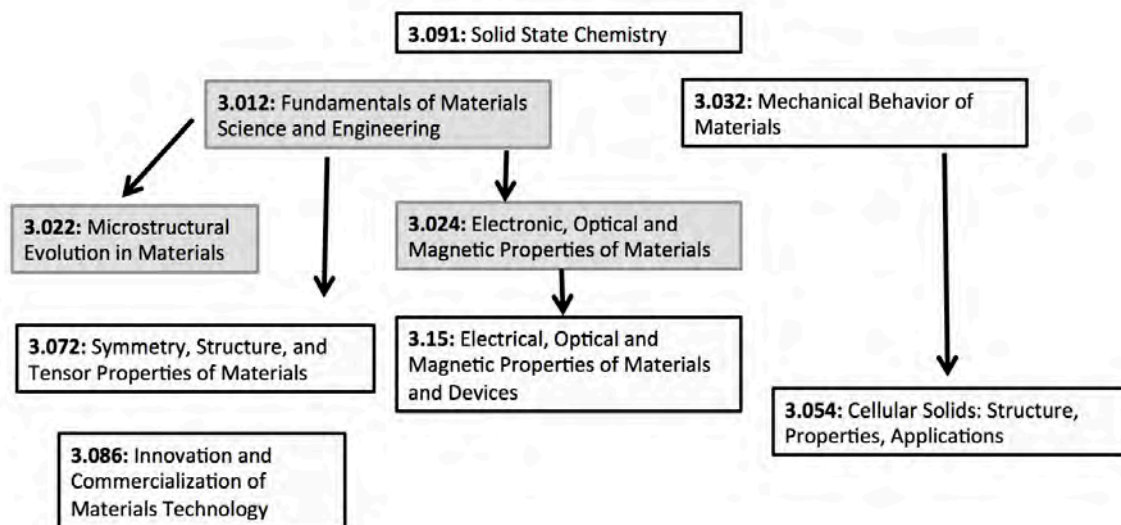 3.091: Solid State Chemistry
3.012: Fundamentals of Materials
Science and Engineering
3.032: Mechanical Behavior of
Materials
3.022: Microstructural
Evolution in Materials
3.024: Electronic, Optical and
Magnetic Properties of Materials
3.072: Symmetry, Structure, and
Tensor Properties of Materials
3.15: Electrical, Optical and
Magnetic Properties of Materials
and Devices
3.054: Cellular Solids: Structure,
Properties, Applications
3.086: Innovation and
Commercialization of
Materials Technology